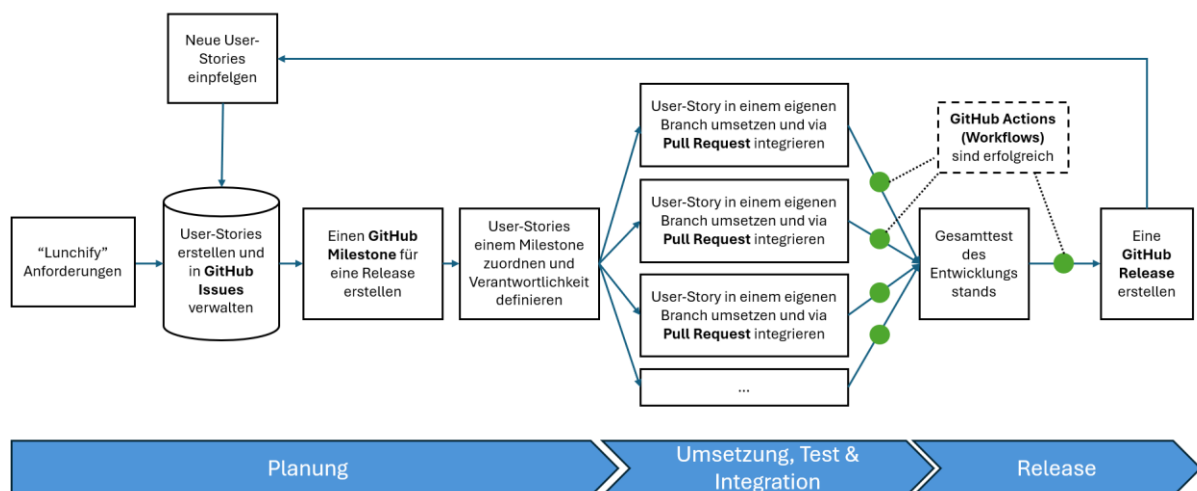 Neue User-
Stories
einpfelgen
User-Story in einem eigenen
Branch umsetzen und via
Pull Request integrieren
GitHub Actions
(Workflows)
sind erfolgreich
"Lunchify"
Anforderungen
User-Stories
erstellen und
in GitHub
Issues
verwalten
Einen GitHub
Milestone für
eine Release
erstellen
User-Stories
einem Milestone
zuordnen und
Verantwortlichkeit
definieren
User-Story in einem eigenen
Branch umsetzen und via
Pull Request integrieren
Gesamttest
des
Entwicklungs
stands
Eine
GitHub
Release
erstellen
User-Story in einem eigenen
Branch umsetzen und via
Pull Request integrieren
...
Planung
Umsetzung, Test &
Integration
Release